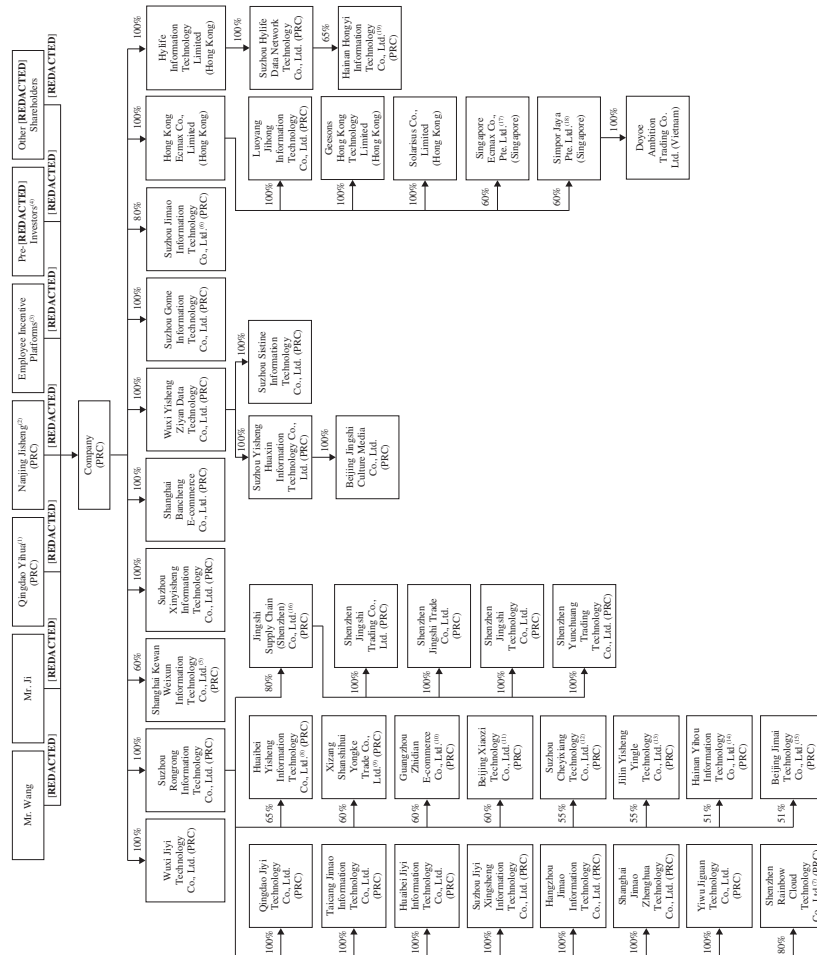 Mr. Wang
Mr. Ji
Qingdao Yihua(1)
(PRC)
Nanjing Jisheng(2)
(PRC)
Employee Incentive
Platforms(3)
Pre-[REDACTED]
Investors(4)
Other [REDACTED]
Shareholders
[REDACTED]
[REDACTED]
[REDACTED]
[REDACTED]
[REDACTED]
[REDACTED]
[REDACTED]
Company
(PRC)
100%
Wuxi Jiyi
Technology
Co., Ltd. (PRC)
100%
Suzhou
Rongrong
Information
Technology
Co., Ltd. (PRC)
60%
Shanghai Kewan
Weixun
Information
Technology
Co., Ltd.(5)
(PRC)
100%
Suzhou
Xinyisheng
Information
Technology
Co., Ltd. (PRC)
100%
Shanghai
Bancheng
E-commerce
Co., Ltd. (PRC)
100%
Wuxi Yisheng
Ziyan Data
Technology
Co., Ltd. (PRC)
100%
Suzhou Gome
Information
Technology
Co., Ltd. (PRC)
80%
Suzhou Jimao
Information
Technology
Co., Ltd.(6) (PRC)
100%
Hong Kong
Ecmax Co.,
Limited
(Hong Kong)
100%
Hylife
Information
Technology
Limited
(Hong Kong)
100%
Qingdao Jiyi
Technology
Co., Ltd.
(PRC)
100%
Taicang Jimao
Information
Technology
Co., Ltd. (PRC)
100%
Huaibei Jiyi
Information
Technology
Co., Ltd. (PRC)
100%
Suzhou Jiyi
Xingsheng
Information
Technology
Co., Ltd. (PRC)
100%
Hangzhou
Jimao
Information
Technology
Co., Ltd. (PRC)
100%
Shanghai
Jimao
Zhenghua
Technology
Co., Ltd. (PRC)
100%
Yiwu Jiguan
Technology
Co., Ltd.
(PRC)
80%
Shenzhen
Rainbow
Cloud
Technology
Co., Ltd.(7) (PRC)
65%
Huaibei
Yisheng
Information
Technology
Co., Ltd.(8) (PRC)
60%
Xizang
Shanshihui
Yongke
Trade Co.,
Ltd.(9) (PRC)
60%
Guangzhou
Zhidian
E-commerce
Co., Ltd.(10)
(PRC)
60%
Beijing Xiaozi
Technology
Co., Ltd.(11)
(PRC)
55%
Suzhou
Cheyixiang
Technology
Co., Ltd.(12)
(PRC)
55%
Jilin Yisheng
Yingle
Technology
Co., Ltd.(13)
(PRC)
51%
Hainan Yihou
Information
Technology
Co., Ltd.(14)
(PRC)
51%
Beijing Jimai
Technology
Co., Ltd.(15)
(PRC)
80%
Jingshi
Supply Chain
(Shenzhen)
Co., Ltd.(16)
(PRC)
100%
Shenzhen
Jingshi
Trading Co.,
Ltd. (PRC)
100%
Shenzhen
Jingshi Trade
Co., Ltd.
(PRC)
100%
Shenzhen
Jingshi
Technology
Co., Ltd.
(PRC)
100%
Shenzhen
Yunchuang
Trading
Technology
Co., Ltd. (PRC)
100%
Suzhou Yisheng
Huaxin
Information
Technology Co.,
Ltd. (PRC)
100%
Beijing Jingshi
Culture Media
Co., Ltd.
(PRC)
100%
Suzhou Sistine
Information
Technology
Co., Ltd. (PRC)
100%
Luoyang
Jihong
Information
Technology
Co., Ltd. (PRC)
100%
Geesons
Hong Kong
Technology
Limited
(Hong Kong)
100%
Solarisus Co.,
Limited
(Hong Kong)
60%
Singapore
Ecmax Co.,
Pte. Ltd.(17)
(Singapore)
60%
Simpor Jaya
Pte. Ltd.(18)
(Singapore)
100%
Doyoe
Ambition
Trading Co.
Ltd. (Vietnam)
100%
Suzhou Hylife
Data Network
Technology
Co., Ltd. (PRC)
65%
Hainan Hongyi
Information
Technology
Co., Ltd.(19)
(PRC)